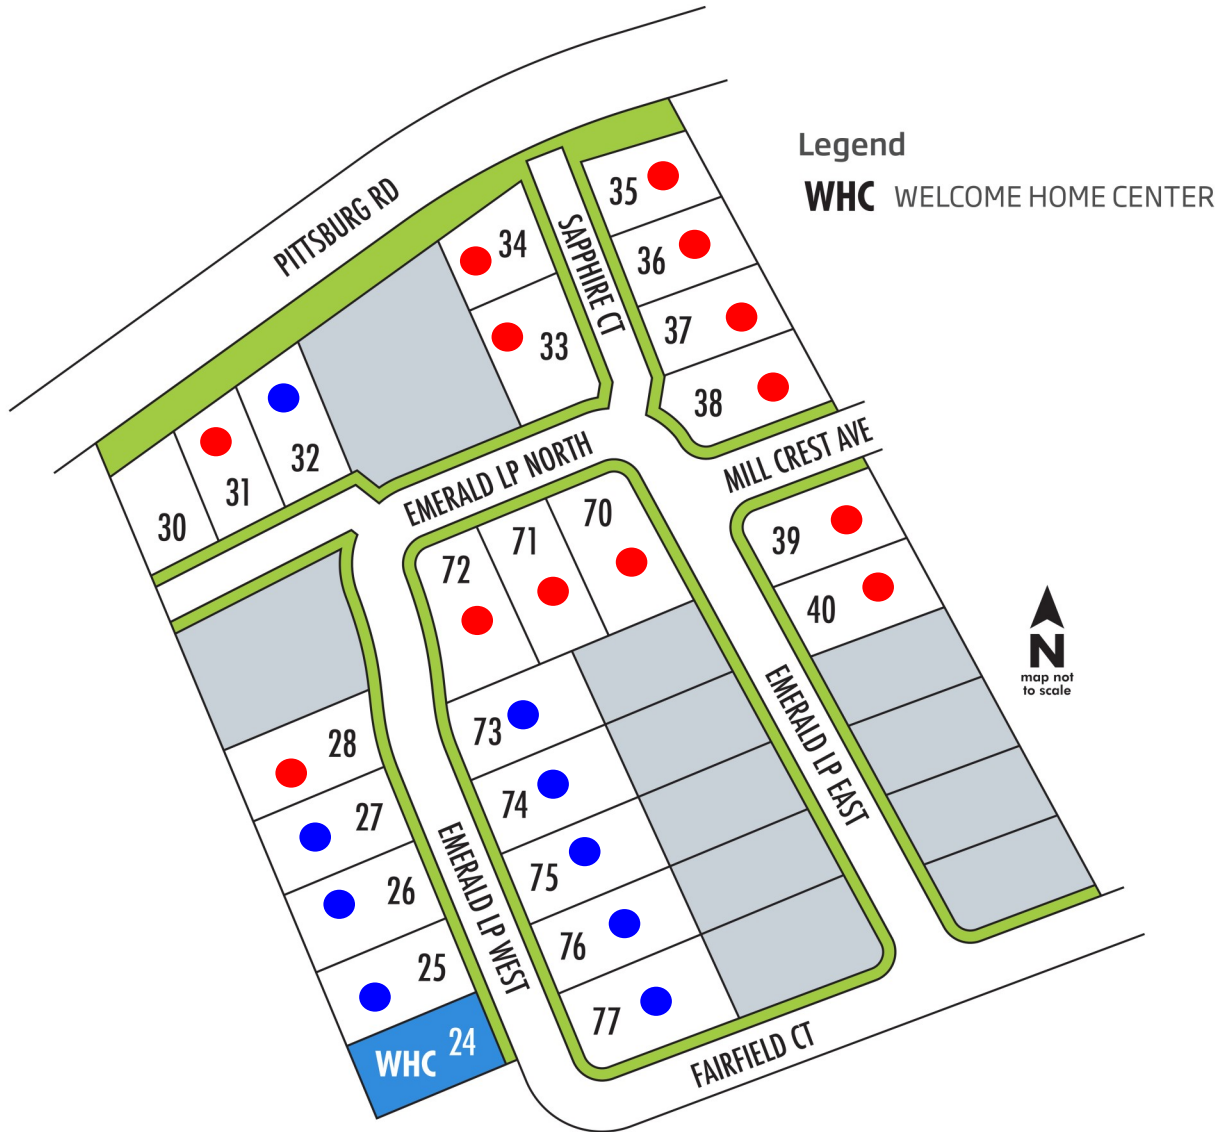 Legend
WHC WELCOME HOME CENTER
PITTSBURG RD
SAPPHIRE CT
35
36
37
38
34
33
32
31
30
EMERALD LP NORTH
MILL CREST AVE
70
71
72
39
40
N
map not
to scale
EMERALD LP EAST
73
74
75
76
77
28
27
26
25
EMERALD LP WEST
WHC 24
FAIRFIELD CT